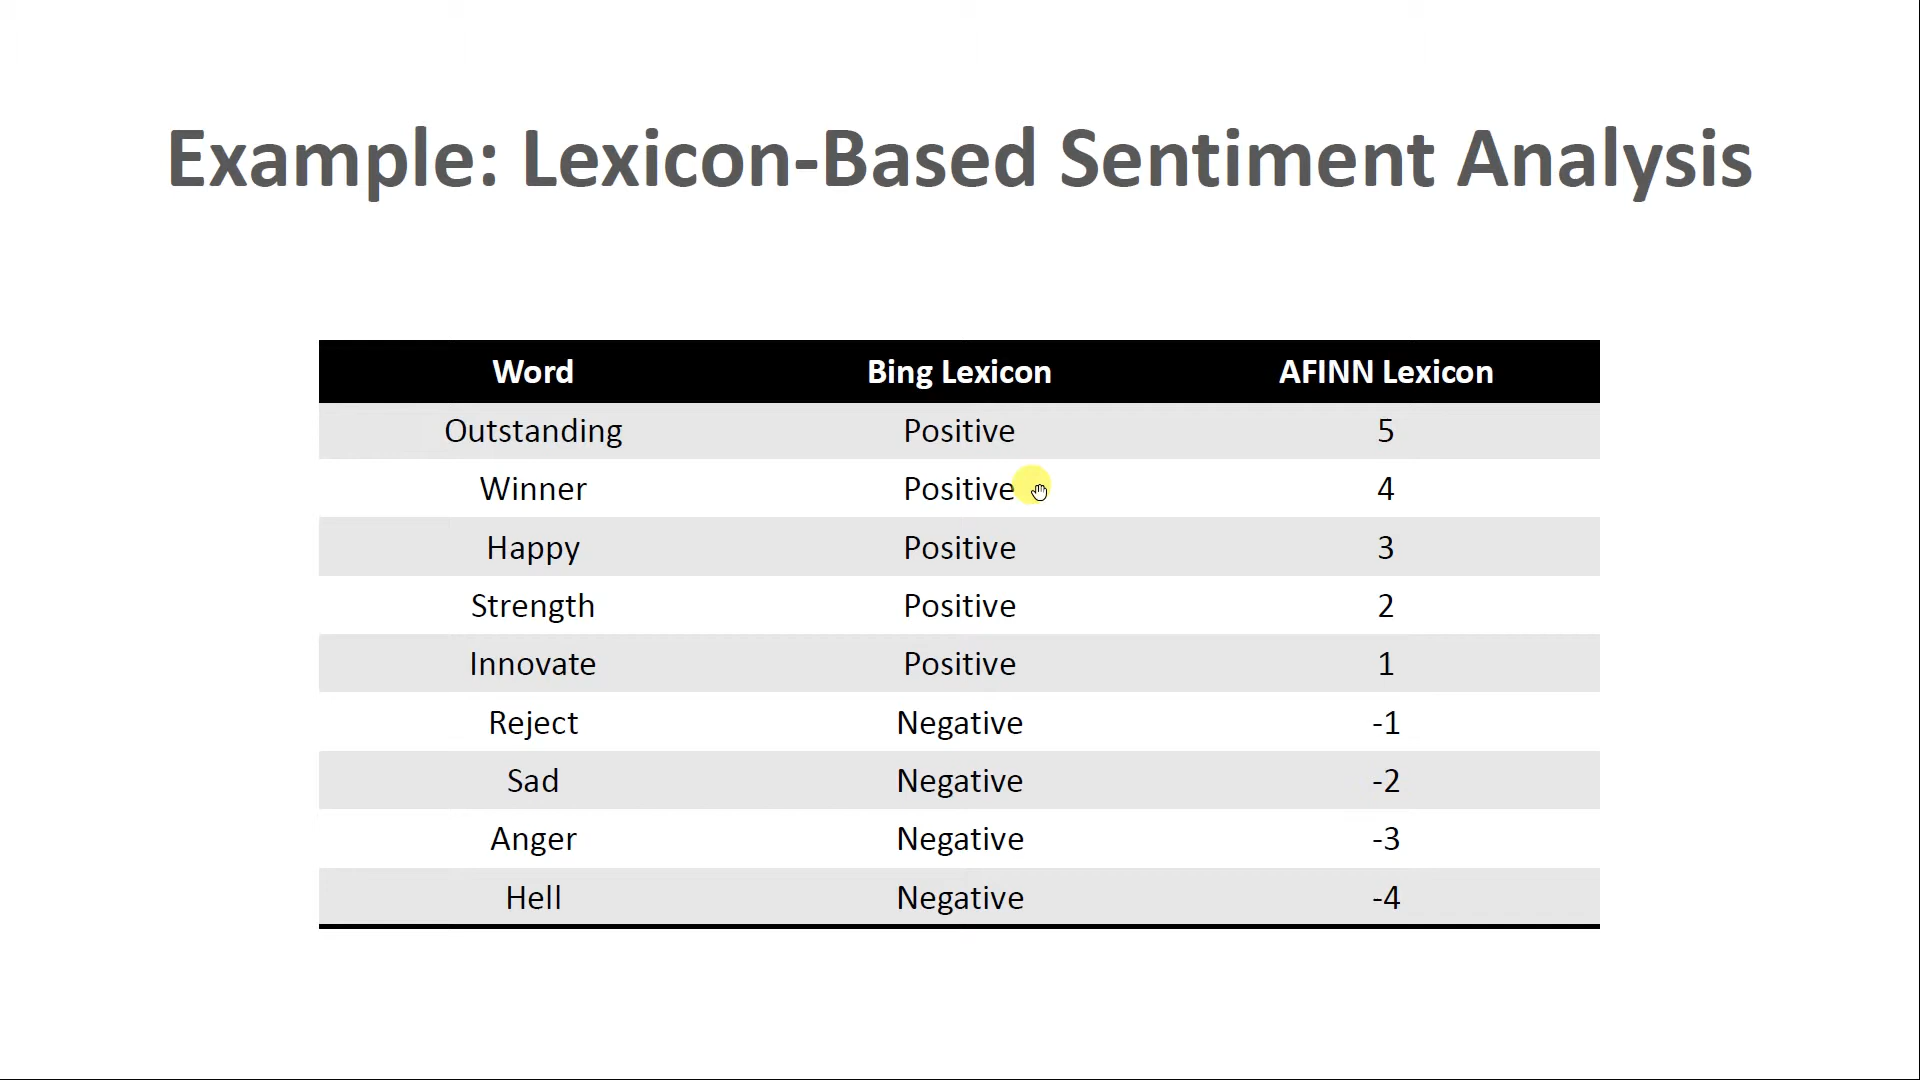 Example: Lexicon-Based Sentiment Analysis
Word Bing Lexicon AFINN Lexicon
Outstanding Positive 5
Winner Positive 4
Happy Positive 3
Strength Positive 2
Innovate Positive 1
Reject Negative -1
Sad Negative -2
Anger Negative -3
Hell Negative -4